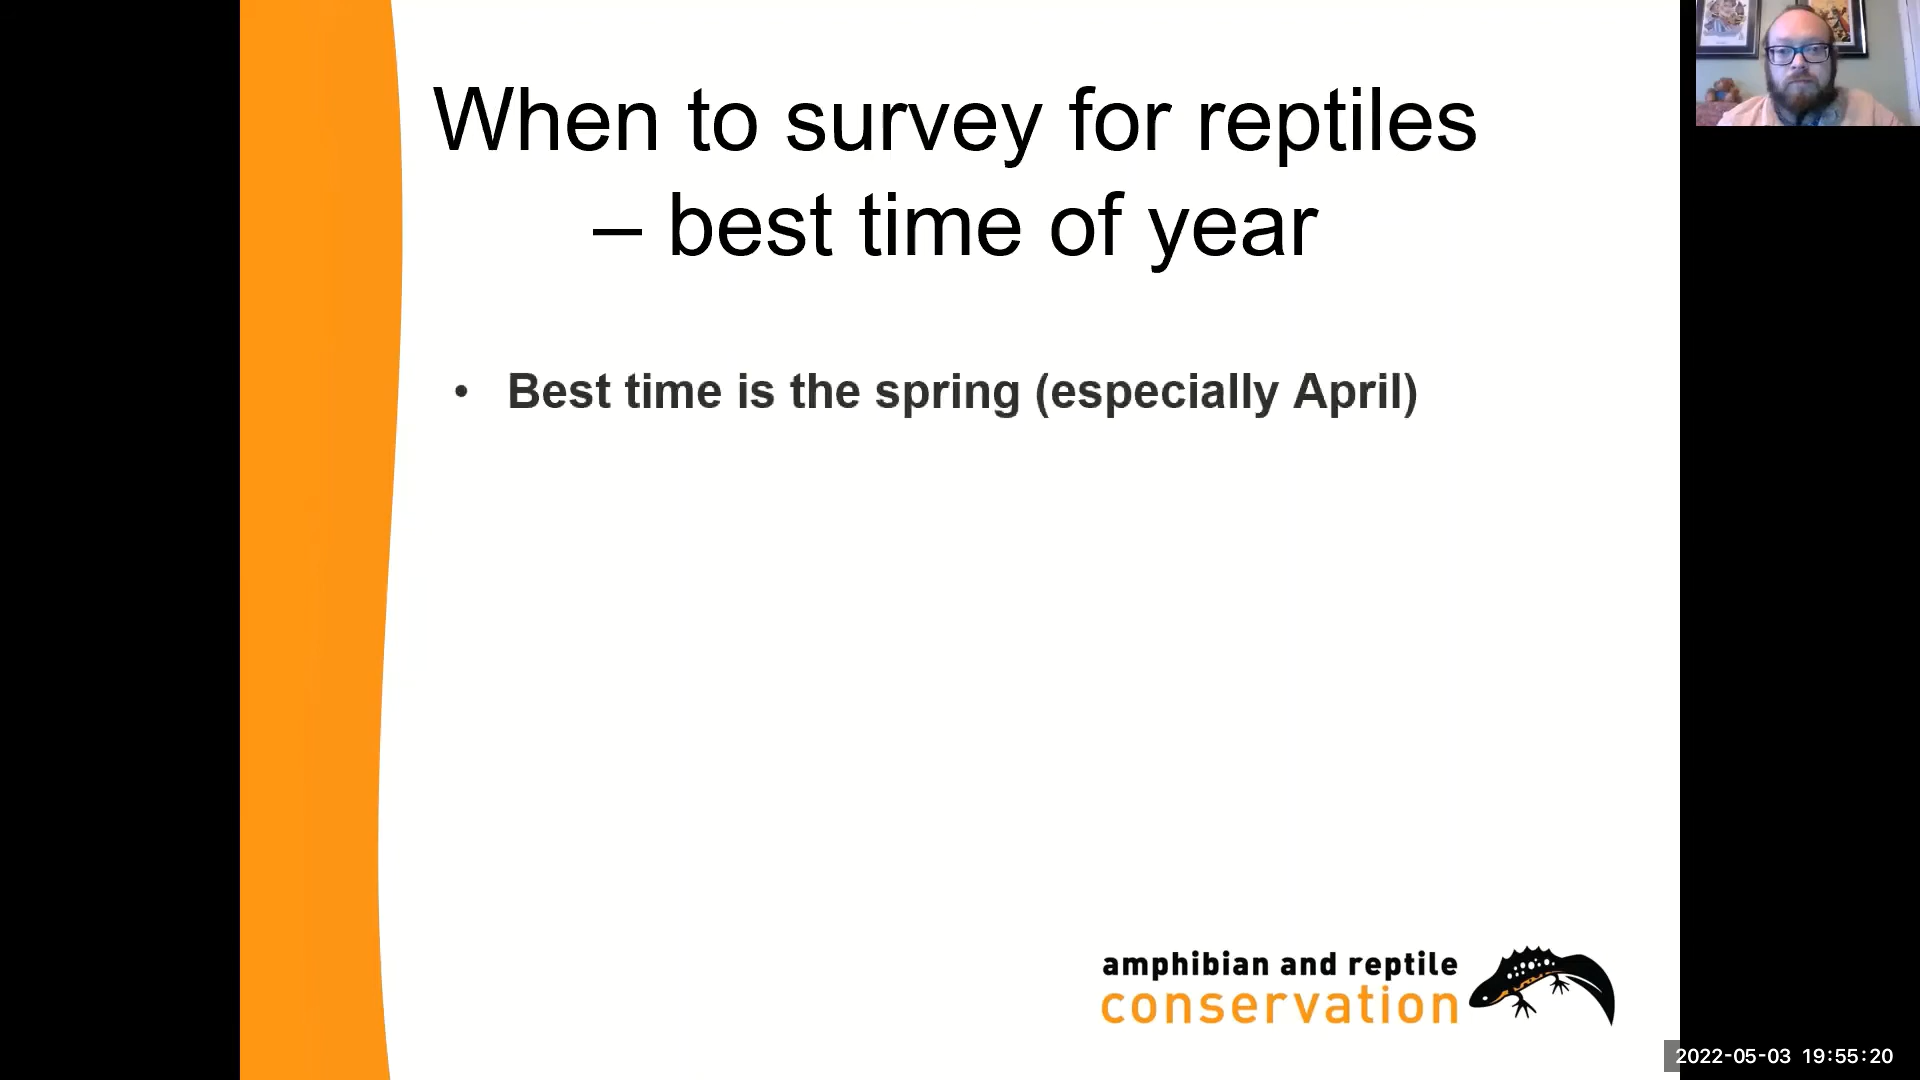 When to survey for reptiles
– best time of year
• Best time is the spring (especially April)
amphibian and reptile
conservation
2022-05-03 19:55:20